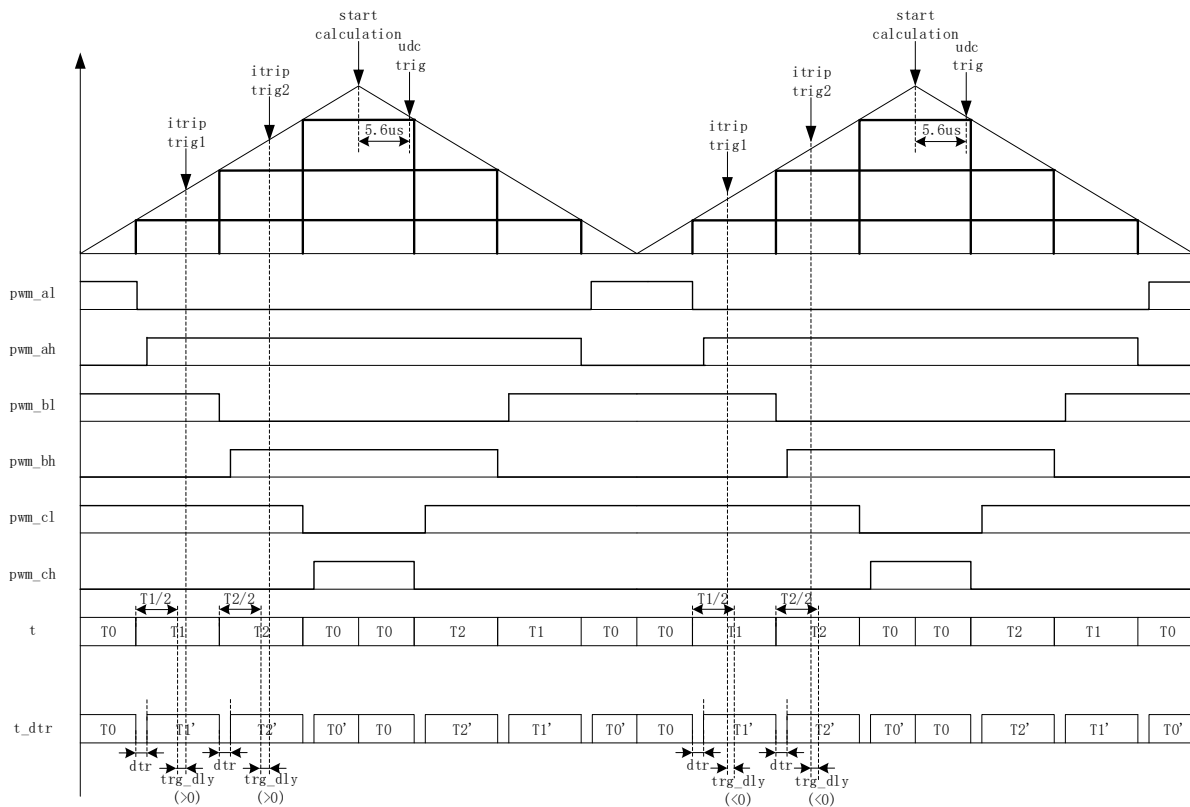 start
calculation
udc
trig
itrip
trig2
itrip
trig1
5.6us
start
calculation
udc
trig
itrip
trig2
itrip
trig1
5.6us
pwm_al
pwm_ah
pwm_bl
pwm_bh
pwm_cl
pwm_ch
T1/2 T2/2 T1/2 T2/2
t T0 T1 T2 T0 T0 T2 T1 T0 T0 T1 T2 T0 T0 T2 T1 T0
t_dtr T0 T1' T2' T0' T0 T2' T1' T0' T0 T1' T2' T0' T0 T2' T1' T0'
dtr dtr dtr dtr
trg_dly trg_dly trg_dly trg_dly
(>0) (>0) (<0) (<0)